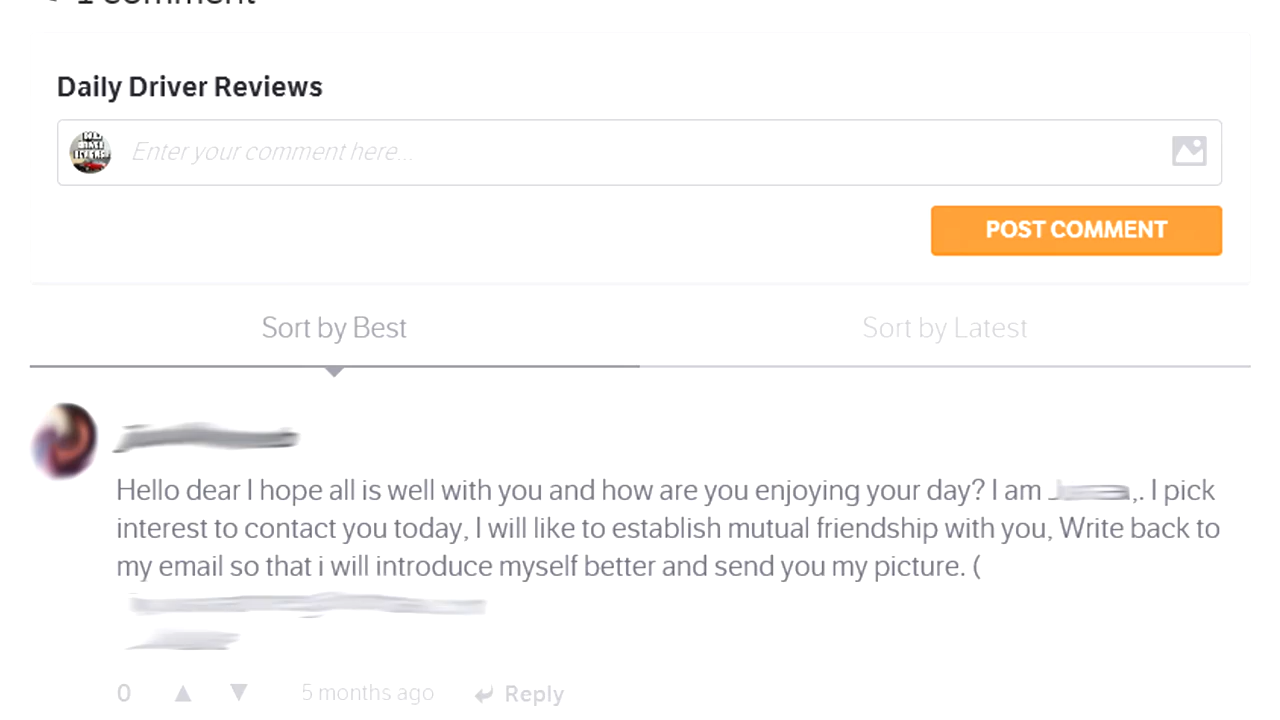 1 comment
Daily Driver Reviews
Enter your comment here...
POST COMMENT
Sort by Best
Sort by Latest
Hello dear I hope all is well with you and how are you enjoying your day? I am ,. I pick
interest to contact you today, I will like to establish mutual friendship with you, Write back to
my email so that i will introduce myself better and send you my picture. (
0 5 months ago Reply